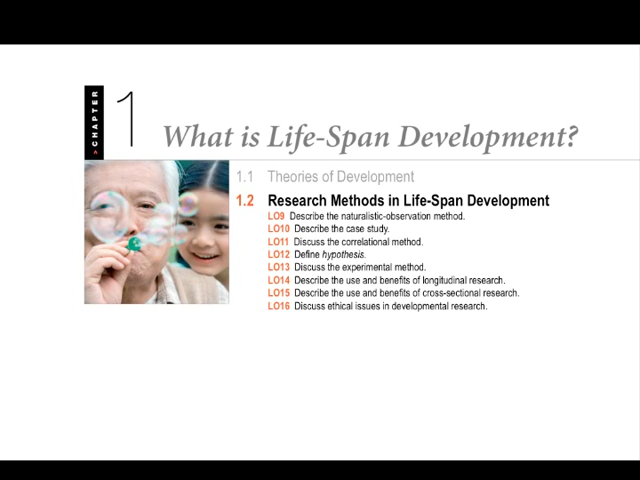 > CHAPTER
1
What is Life-Span Development?
1.1 Theories of Development
1.2 Research Methods in Life-Span Development
LO9 Describe the naturalistic-observation method.
LO10 Describe the case study.
LO11 Discuss the correlational method.
LO12 Define hypothesis.
LO13 Discuss the experimental method.
LO14 Describe the use and benefits of longitudinal research.
LO15 Describe the use and benefits of cross-sectional research.
LO16 Discuss ethical issues in developmental research.